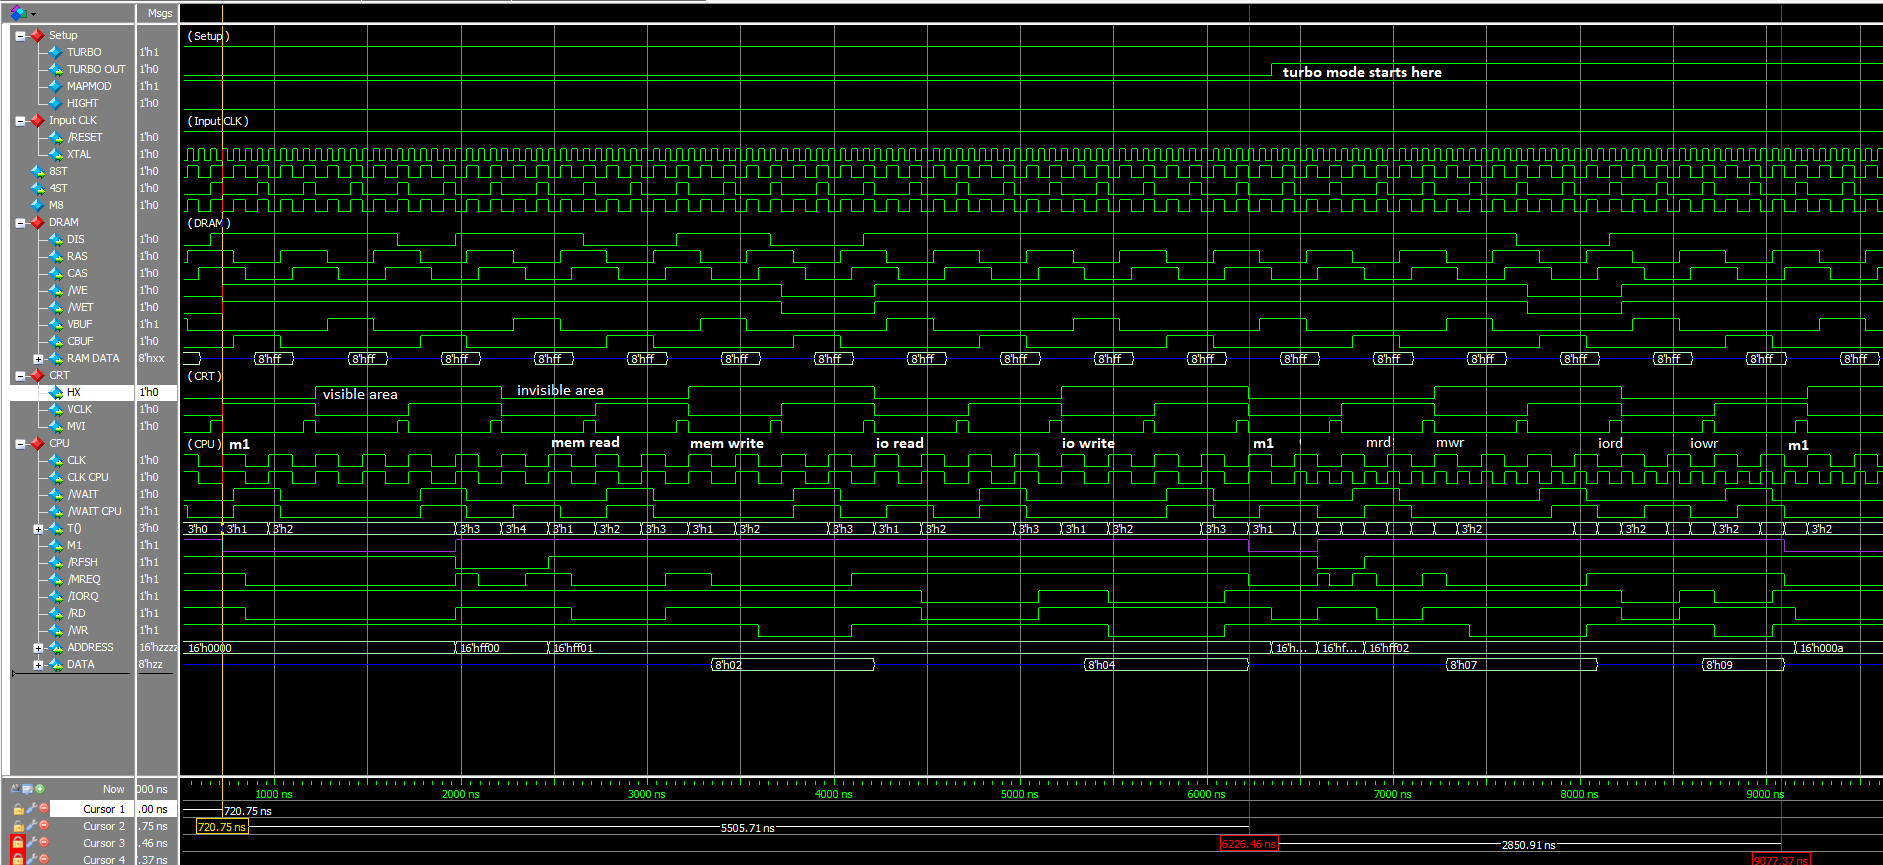 Msgs
Setup (Setup)
TURBO 1'h1
TURBO OUT 1'h0 turbo mode starts here
MAPMOD 1'h1
HIGHT 1'h0
Input CLK (Input CLK)
/RESET 1'h0
XTAL 1'h0
8ST 1'h0
4ST 1'h0
M8 1'h0
DRAM (DRAM)
DIS 1'h0
RAS 1'h0
CAS 1'h0
/WE 1'h0
/WET 1'h0
VBUF 1'h1
CBUF 1'h0
RAM DATA 8'hxx 8'hff 8'hff 8'hff 8'hff 8'hff 8'hff 8'hff 8'hff 8'hff 8'hff 8'hff 8'hff 8'hff 8'hff 8'hff 8'hff 8'hff 8'hff
CRT (CRT)
HX 1'h0 visible area invisible area
VCLK 1'h0
MVI 1'h0
CPU (CPU) m1 mem read mem write io read io write m1 mrd mwr iord iowr m1
CLK 1'h0
CLK CPU 1'h0
/WAIT 1'h0
/WAIT CPU 1'h1
T() 3'h0 3'h0 3'h1 3'h2 3'h3 3'h4 3'h1 3'h2 3'h3 3'h1 3'h2 3'h3 3'h1 3'h2 3'h3 3'h1 3'h2 3'h3 3'h1 3'h2 3'h2 3'h2 3'h2
M1 1'h1
/RFSH 1'h1
/MREQ 1'h1
/IORQ 1'h1
/RD 1'h1
/WR 1'h1
ADDRESS 16'hzzzz 16'h0000 16'hff00 16'hff01 16'h... 16'hf... 16'hff02 16'h000a
DATA 8'hzz 8'h02 8'h04 8'h07 8'h09
Now 000 ns 1000 ns 2000 ns 3000 ns 4000 ns 5000 ns 6000 ns 7000 ns 8000 ns 9000 ns
Cursor 1 .00 ns 720.75 ns
Cursor 2 .75 ns 720.75 ns 5505.71 ns
Cursor 3 .46 ns 6226.46 ns 2850.91 ns
Cursor 4 .37 ns 9077.37 ns